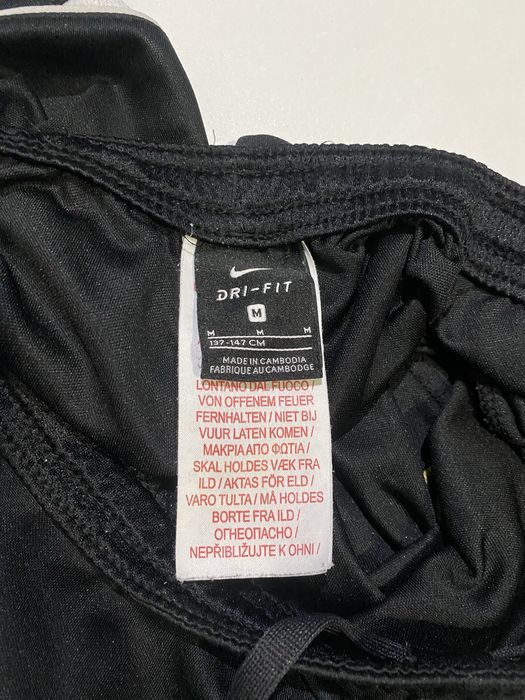 DRI-FIT
M
M M M
137-147 CM
MADE IN CAMBODIA
FABRIQUE AU CAMBODGE
LONTANO DAL FUOCO /
VON OFFENEM FEUER
FERNHALTEN / NIET BIJ
VUUR LATEN KOMEN /
ΜΑΚΡΙΑ ΑΠΟ ΦΩΤΙΑ /
SKAL HOLDES VÆK FRA
ILD / AKTAS FÖR ELD /
VARO TULTA / MÅ HOLDES
BORTE FRA ILD /
ОГНЕОПАСНО /
NEPŘIBLIŽUJTE K OHNI /